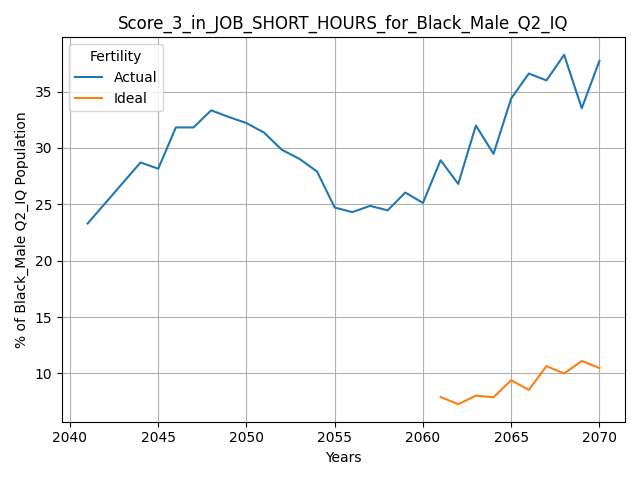 Score_3_in_JOB_SHORT_HOURS_for_Black_Male_Q2_IQ
Fertility
Actual
Ideal
% of Black_Male Q2_IQ Population
35
30
25
20
15
10
2040 2045 2050 2055 2060 2065 2070
Years